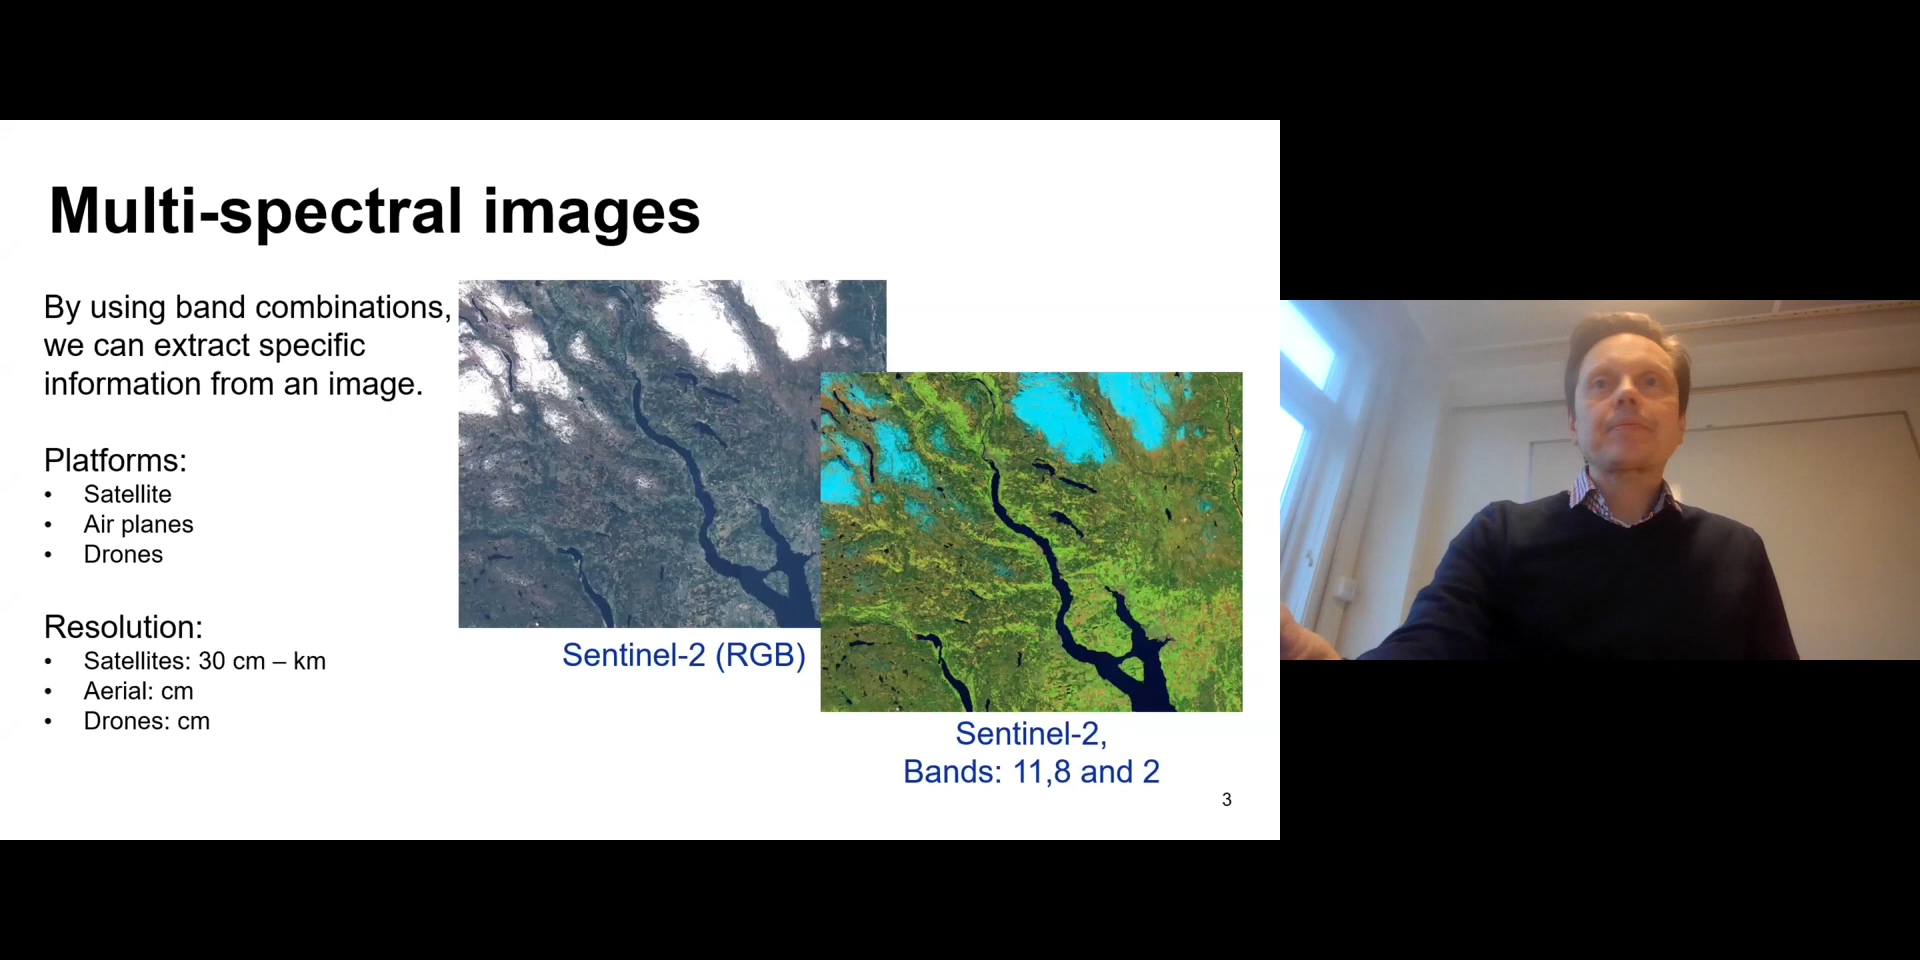 Multi-spectral images
By using band combinations,
we can extract specific
information from an image.
Platforms:
• Satellite
• Air planes
• Drones
Resolution:
• Satellites: 30 cm – km
• Aerial: cm
• Drones: cm
Sentinel-2 (RGB)
Sentinel-2,
Bands: 11,8 and 2
3